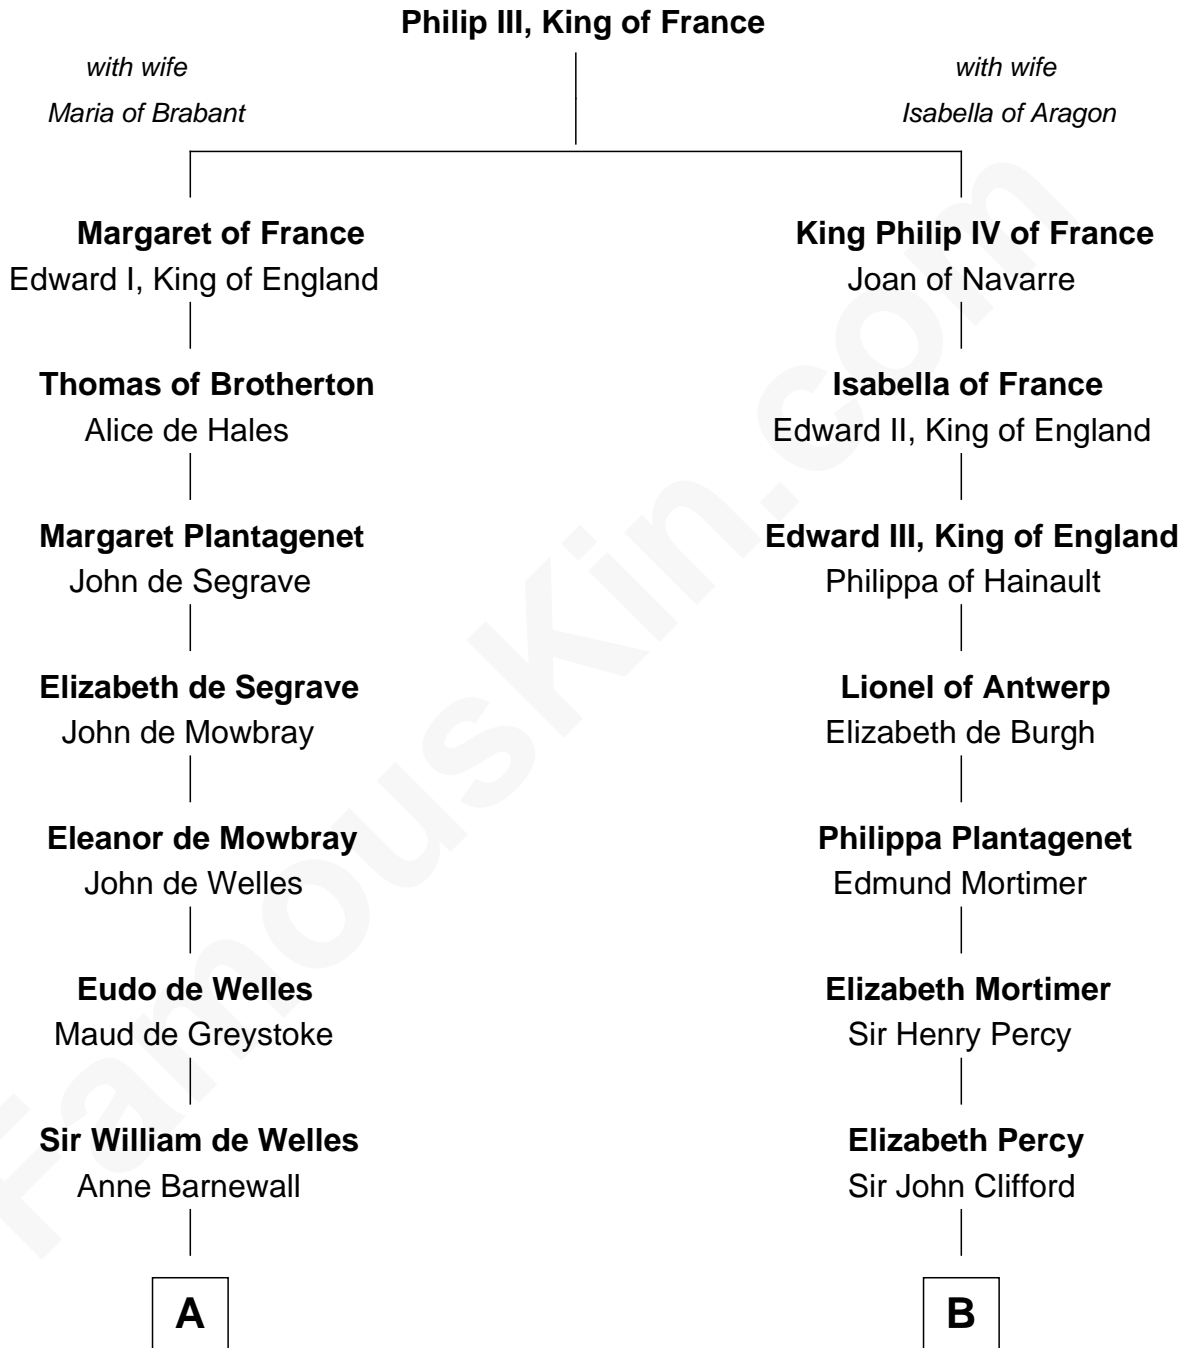 Philip III, King of France
with wife
Maria of Brabant
with wife
Isabella of Aragon
Margaret of France
Edward I, King of England
King Philip IV of France
Joan of Navarre
Thomas of Brotherton
Alice de Hales
Isabella of France
Edward II, King of England
Margaret Plantagenet
John de Segrave
Edward III, King of England
Philippa of Hainault
Elizabeth de Segrave
John de Mowbray
Lionel of Antwerp
Elizabeth de Burgh
Eleanor de Mowbray
John de Welles
Philippa Plantagenet
Edmund Mortimer
Eudo de Welles
Maud de Greystoke
Elizabeth Mortimer
Sir Henry Percy
Sir William de Welles
Anne Barnewall
Elizabeth Percy
Sir John Clifford
A
B
FamousKin.com